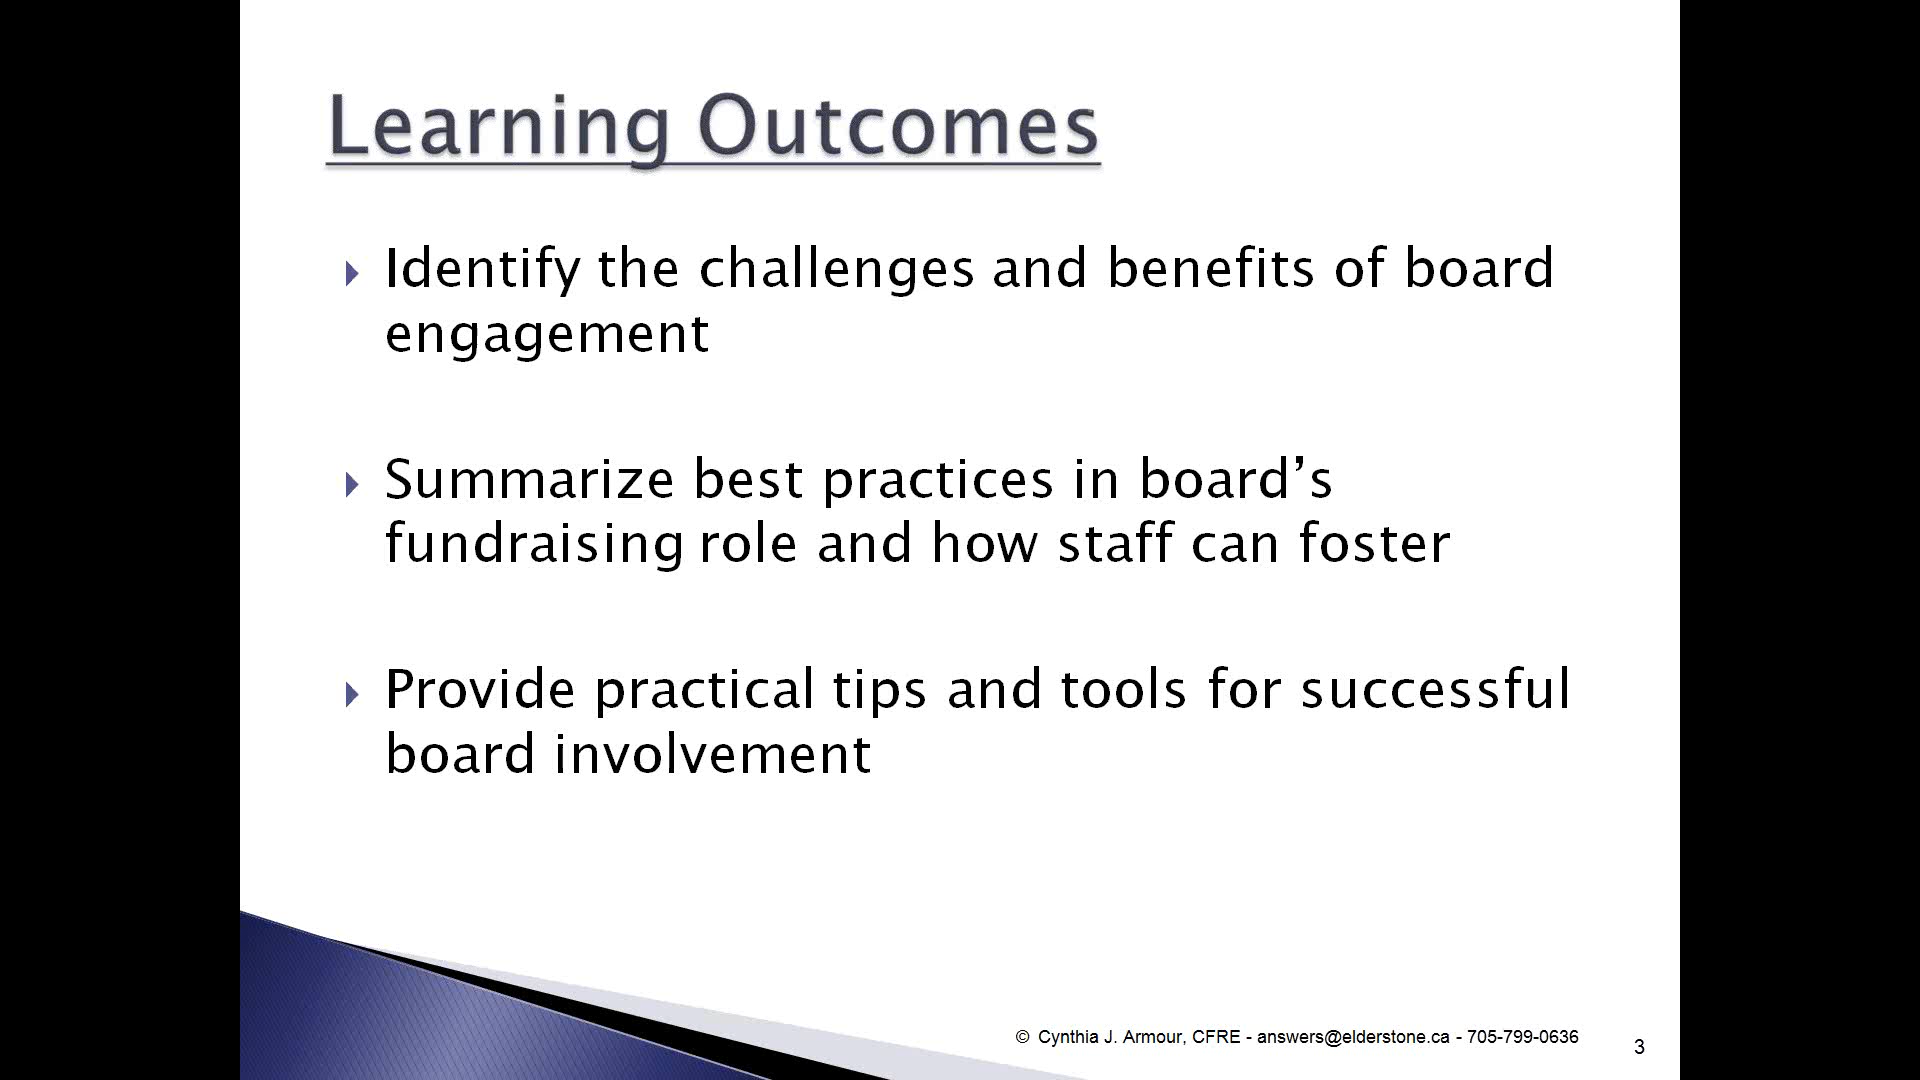 Learning Outcomes
Identify the challenges and benefits of board
engagement
Summarize best practices in board’s
fundraising role and how staff can foster
Provide practical tips and tools for successful
board involvement
© Cynthia J. Armour, CFRE - answers@elderstone.ca - 705-799-0636
3